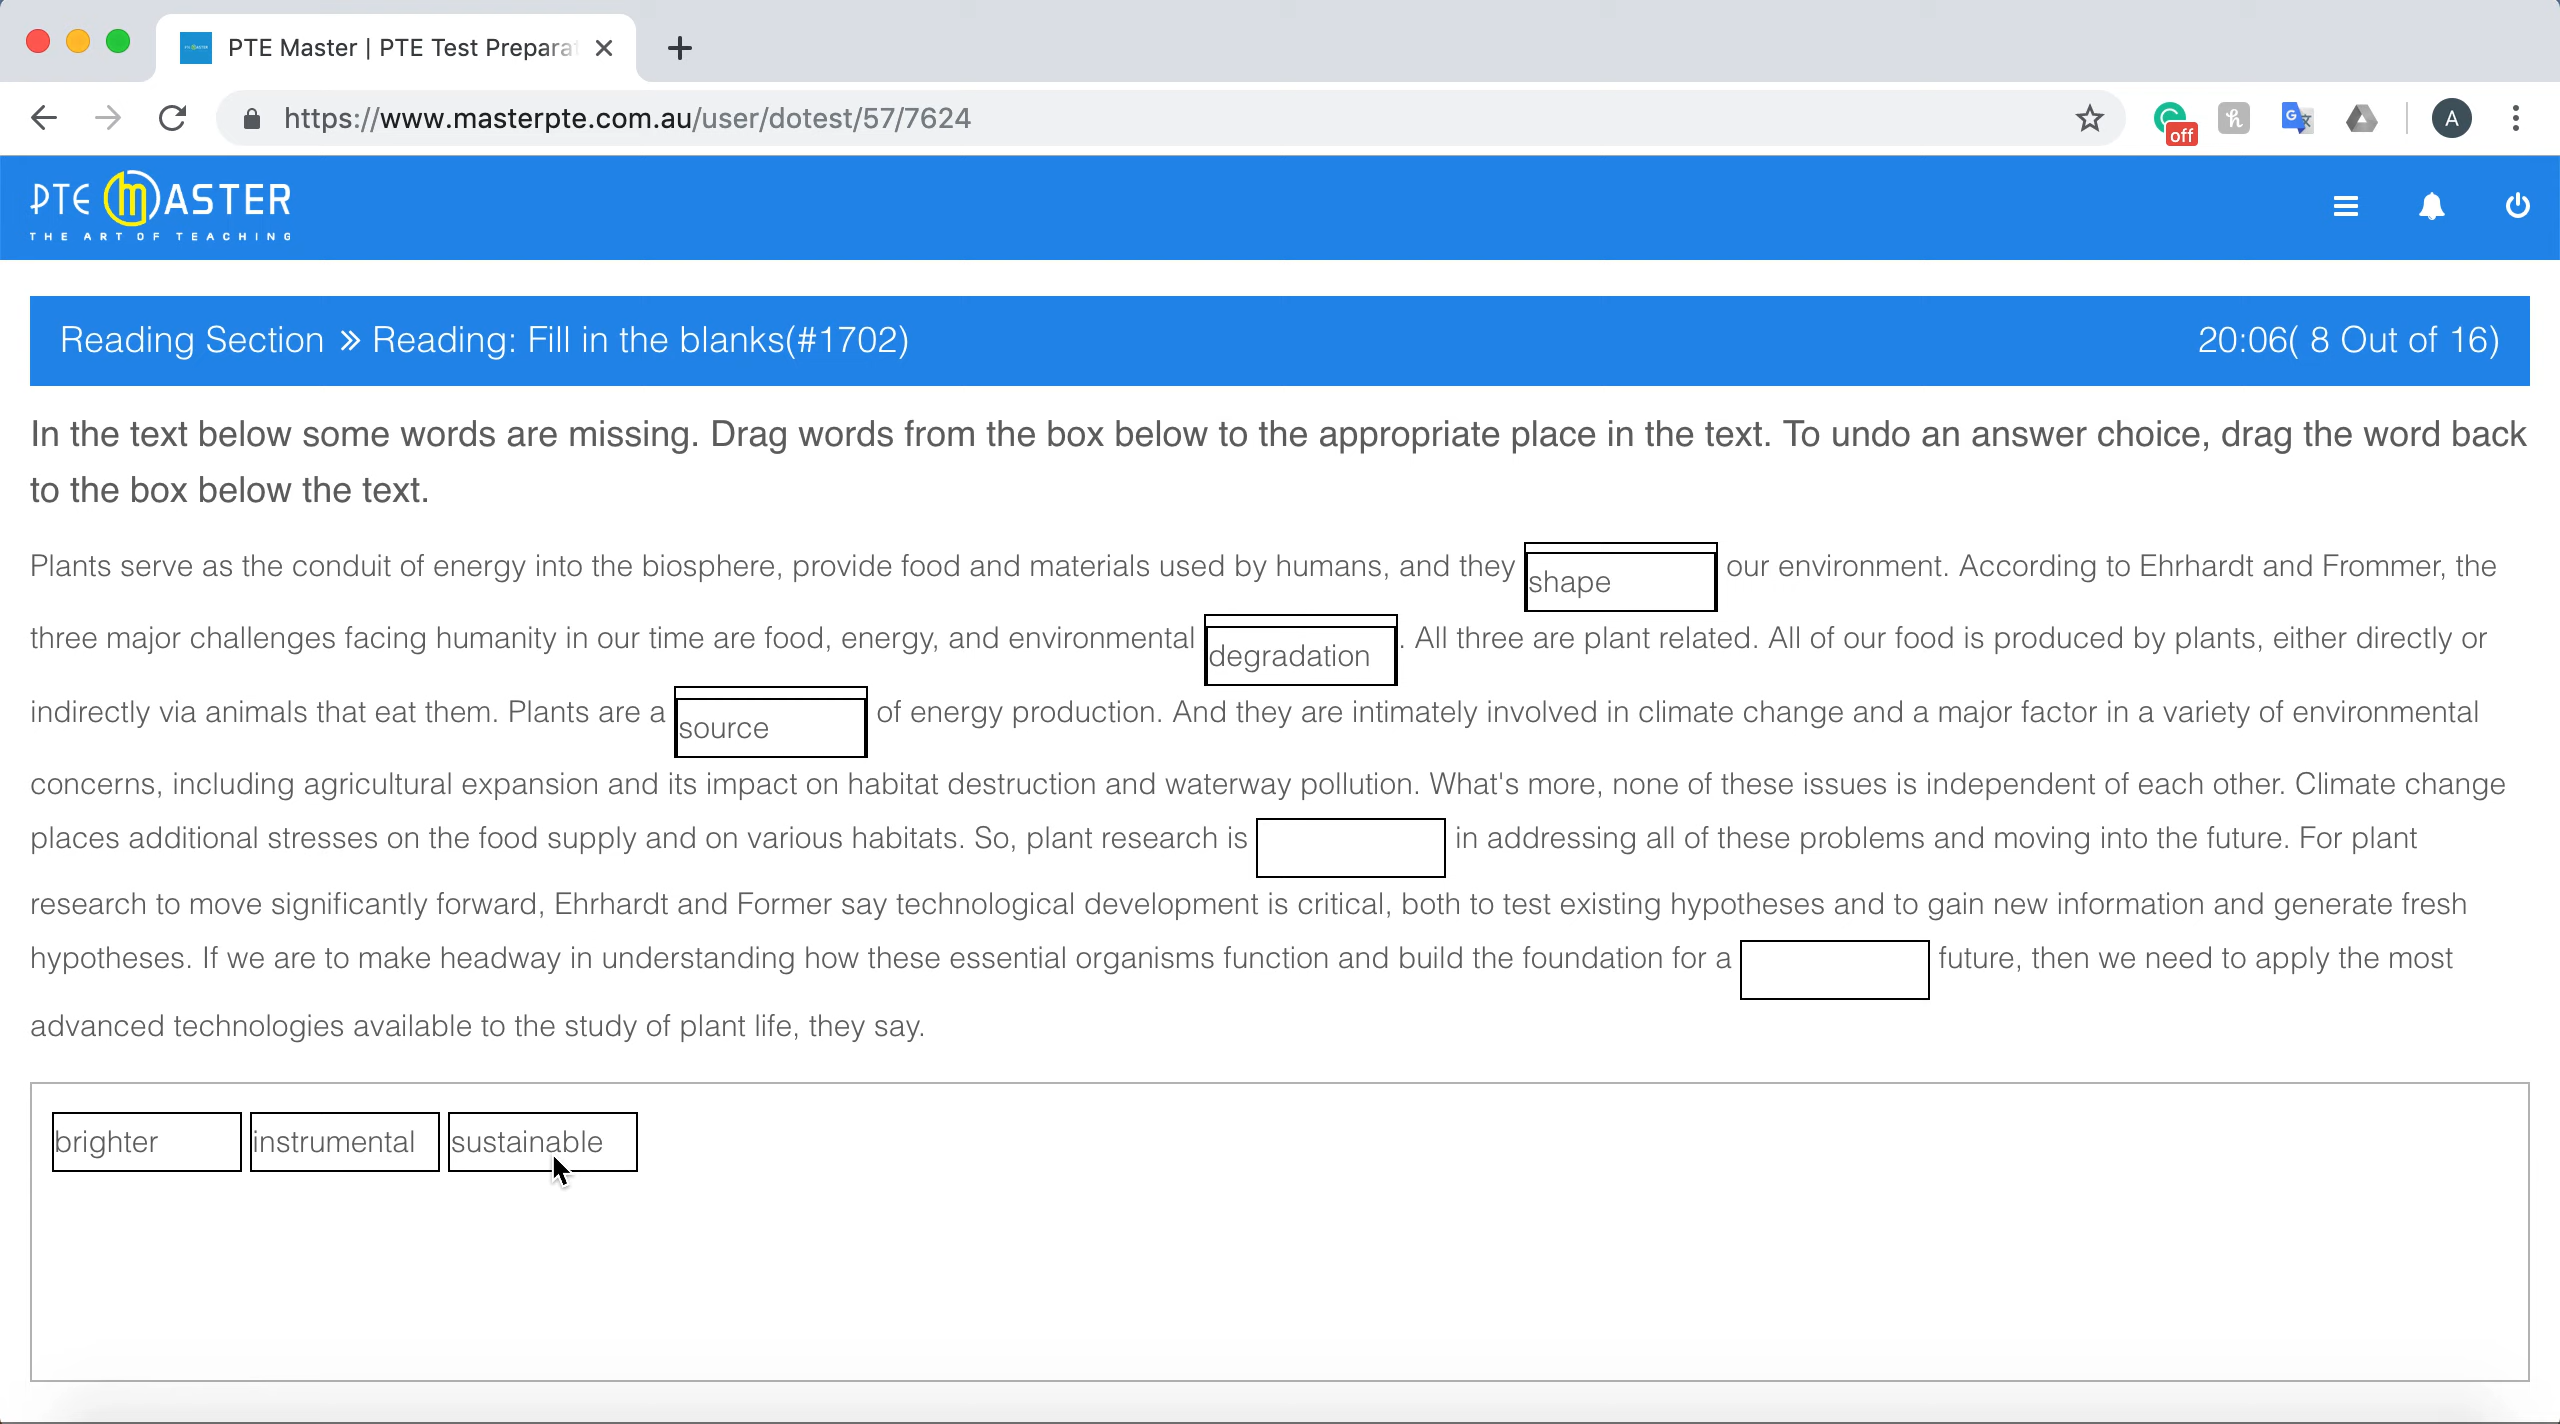 PTE Master | PTE Test Prepara
https://www.masterpte.com.au/user/dotest/57/7624
off
A
PTE MASTER
THE ART OF TEACHING
Reading Section » Reading: Fill in the blanks(#1702)
20:06( 8 Out of 16)
In the text below some words are missing. Drag words from the box below to the appropriate place in the text. To undo an answer choice, drag the word back
to the box below the text.
Plants serve as the conduit of energy into the biosphere, provide food and materials used by humans, and they shape our environment. According to Ehrhardt and Frommer, the
three major challenges facing humanity in our time are food, energy, and environmental degradation . All three are plant related. All of our food is produced by plants, either directly or
indirectly via animals that eat them. Plants are a source of energy production. And they are intimately involved in climate change and a major factor in a variety of environmental
concerns, including agricultural expansion and its impact on habitat destruction and waterway pollution. What's more, none of these issues is independent of each other. Climate change
places additional stresses on the food supply and on various habitats. So, plant research is in addressing all of these problems and moving into the future. For plant
research to move significantly forward, Ehrhardt and Former say technological development is critical, both to test existing hypotheses and to gain new information and generate fresh
hypotheses. If we are to make headway in understanding how these essential organisms function and build the foundation for a future, then we need to apply the most
advanced technologies available to the study of plant life, they say.
brighter instrumental sustainable